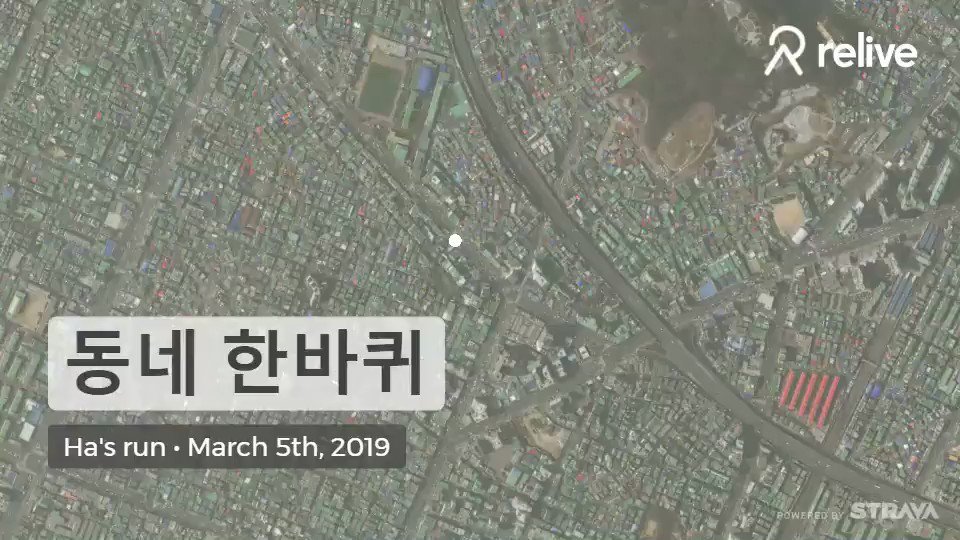 relive
동네 한바퀴
Ha's run • March 5th, 2019
POWERED BY STRAVA